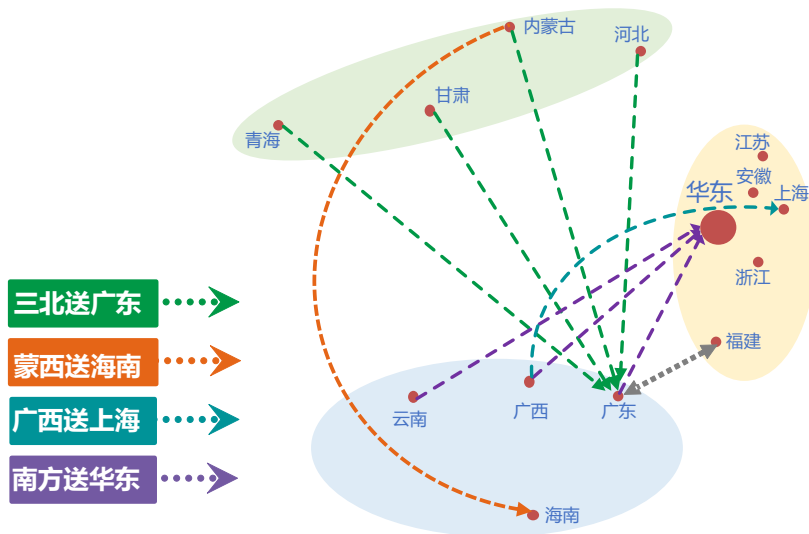 内蒙古
河北
甘肃
青海
江苏
安徽
华东
上海
浙江
三北送广东
福建
蒙西送海南
云南
广西
广东
广西送上海
南方送华东
海南